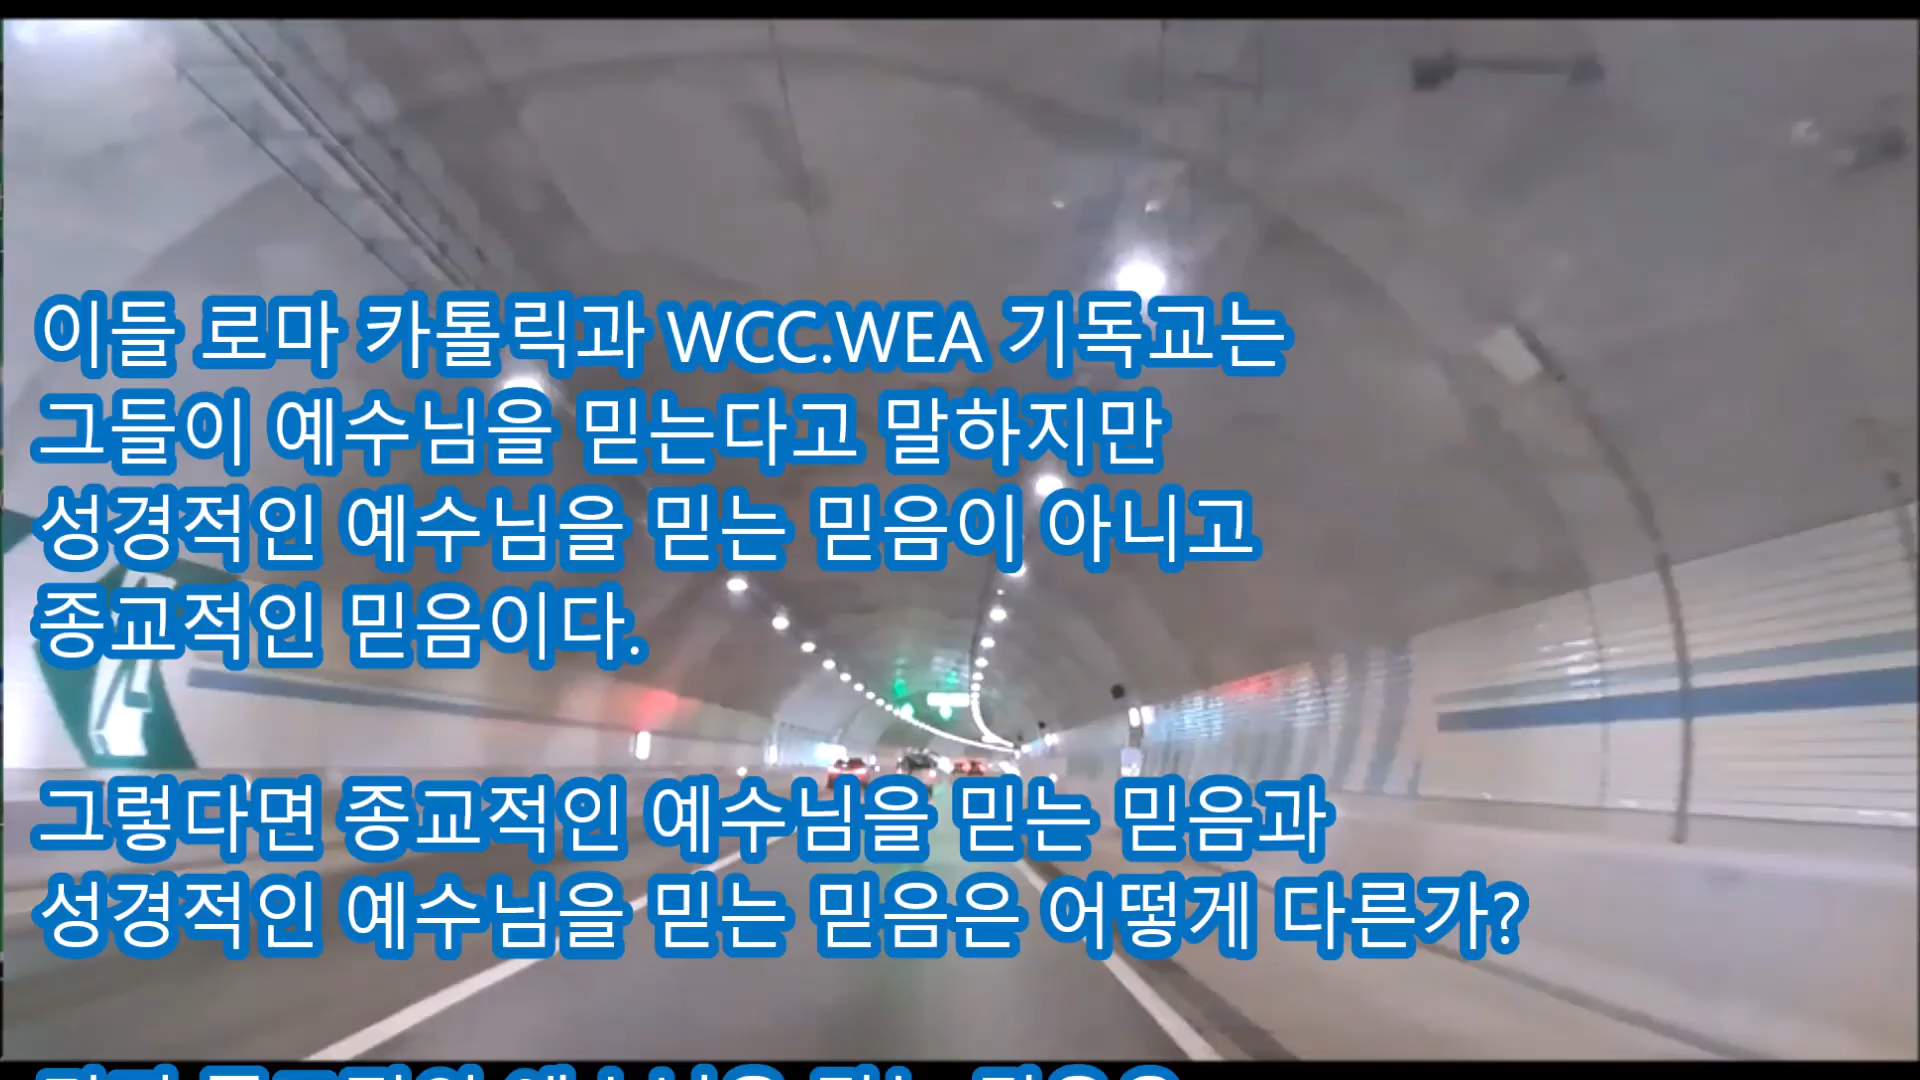 이들 로마 카톨릭과 WCC.WEA 기독교는
그들이 예수님을 믿는다고 말하지만
성경적인 예수님을 믿는 믿음이 아니고
종교적인 믿음이다.
그렇다면 종교적인 예수님을 믿는 믿음과
성경적인 예수님을 믿는 믿음은 어떻게 다른가?